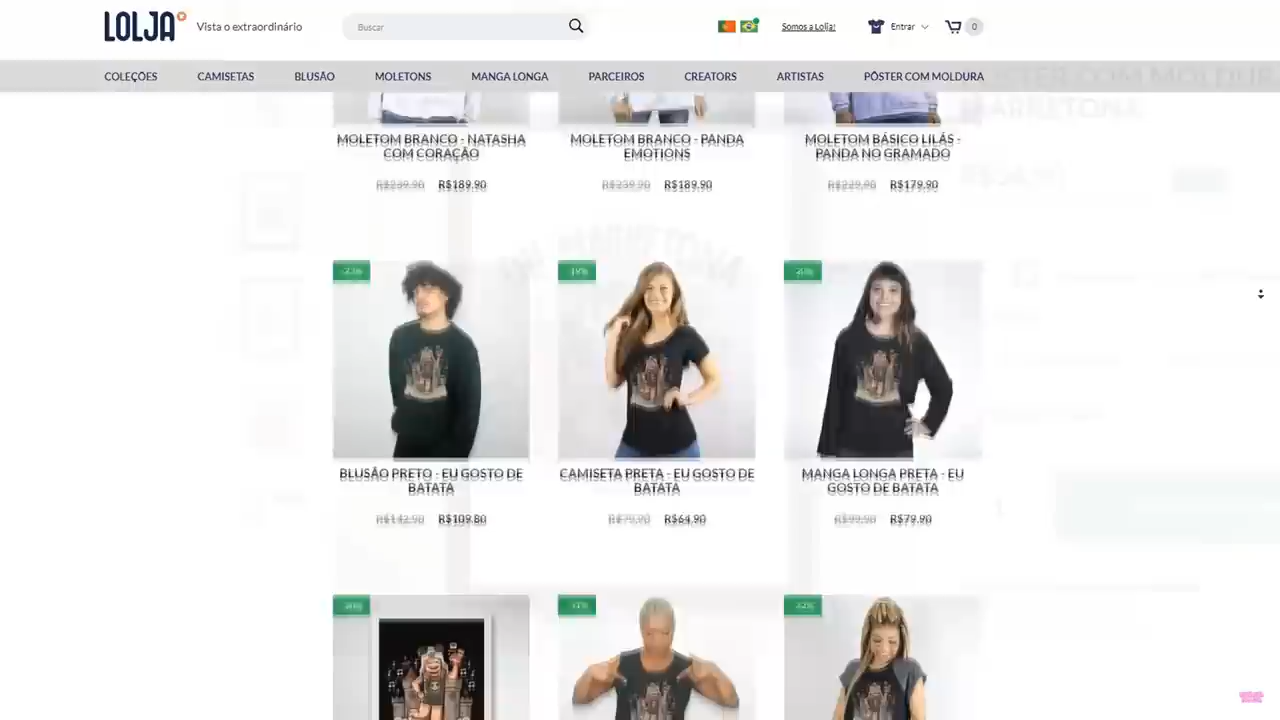 LOLJA
Vista o extraordinário
Buscar
Somos a Lolja!
Entrar
0
COLEÇÕES
CAMISETAS
BLUSÃO
MOLETONS
MANGA LONGA
PARCEIROS
CREATORS
ARTISTAS
PÔSTER COM MOLDURA
MOLETOM BRANCO - NATASHA
COM CORAÇÃO
R$239.90 R$189.90
MOLETOM BRANCO - PANDA
EMOTIONS
R$239.90 R$189.90
MOLETOM BÁSICO LILÁS -
PANDA NO GRAMADO
R$229.90 R$179.90
BLUSÃO PRETO - EU GOSTO DE
BATATA
R$142.90 R$109.80
CAMISETA PRETA - EU GOSTO DE
BATATA
R$79.90 R$64.90
MANGA LONGA PRETA - EU
GOSTO DE BATATA
R$99.90 R$79.90